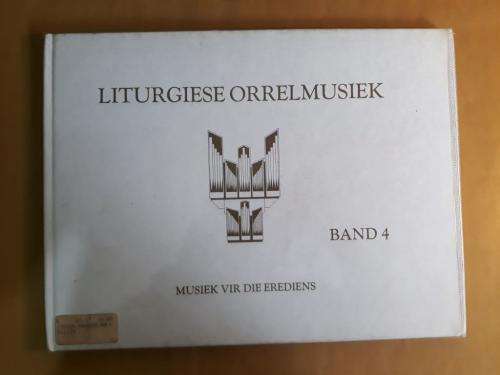 LITURGIESE ORRELMUSIEK
BAND 4
MUSIEK VIR DIE EREDIENS